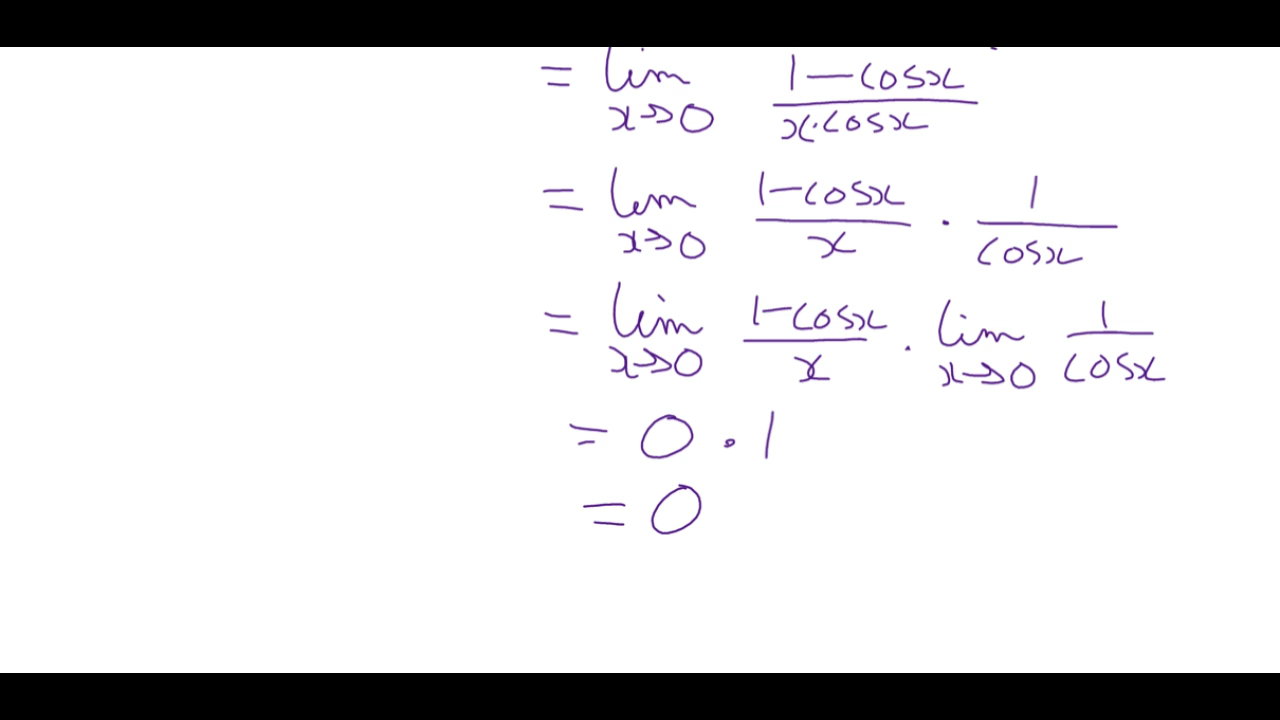 = lim x→0 1-cosx / x·cosx
= lim x→0 1-cosx / x · 1 / cosx
= lim x→0 1-cosx / x · lim x→0 1 / cosx
= 0 · 1
= 0